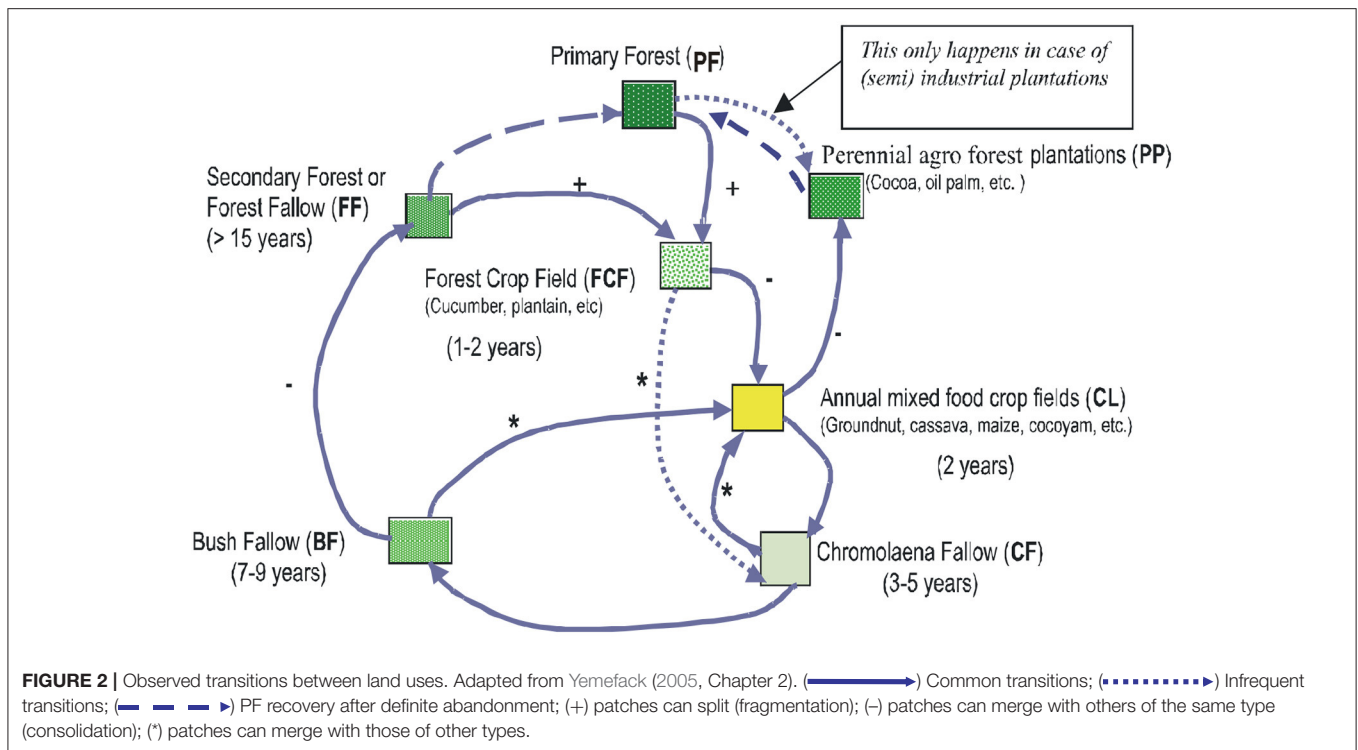 Primary Forest (PF)
This only happens in case of
(semi) industrial plantations
Perennial agro forest plantations (PP)
(Cocoa, oil palm, etc. )
Secondary Forest or
Forest Fallow (FF)
(> 15 years)
+
+
Forest Crop Field (FCF)
(Cucumber, plantain, etc)
(1-2 years)
-
-
-
*
*
*
Annual mixed food crop fields (CL)
(Groundnut, cassava, maize, cocoyam, etc.)
(2 years)
Bush Fallow (BF)
(7-9 years)
Chromolaena Fallow (CF)
(3-5 years)
FIGURE 2 | Observed transitions between land uses. Adapted from Yemefack (2005, Chapter 2). () Common transitions; () Infrequent
transitions; () PF recovery after definite abandonment; (+) patches can split (fragmentation); (–) patches can merge with others of the same type
(consolidation); (*) patches can merge with those of other types.